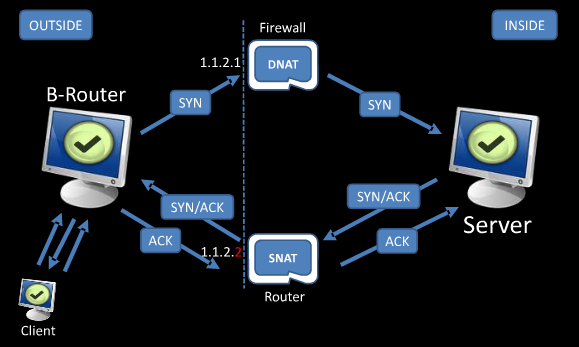 OUTSIDE
Firewall
INSIDE
1.1.2.1
DNAT
B-Router
SYN
SYN
SYN/ACK
SYN/ACK
Server
ACK
ACK
1.1.2.2
SNAT
Router
Client